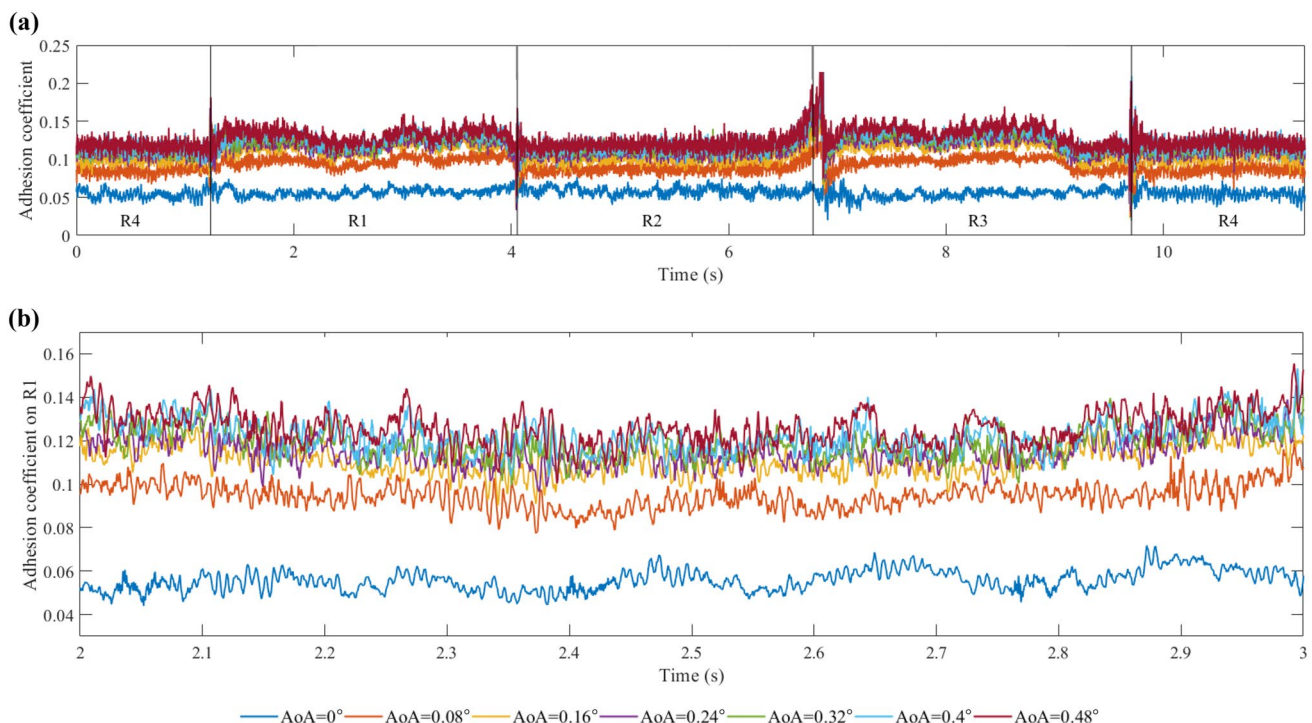 (a)
0.25
0.2
0.15
0.1
0.05
0
Adhesion coefficient
R4 R1 R2 R3 R4
0 2 4 6 8 10
Time (s)
(b)
0.16
0.14
0.12
0.1
0.08
0.06
0.04
Adhesion coefficient on R1
2 2.1 2.2 2.3 2.4 2.5 2.6 2.7 2.8 2.9 3
Time (s)
AoA=0° AoA=0.08° AoA=0.16° AoA=0.24° AoA=0.32° AoA=0.4° AoA=0.48°